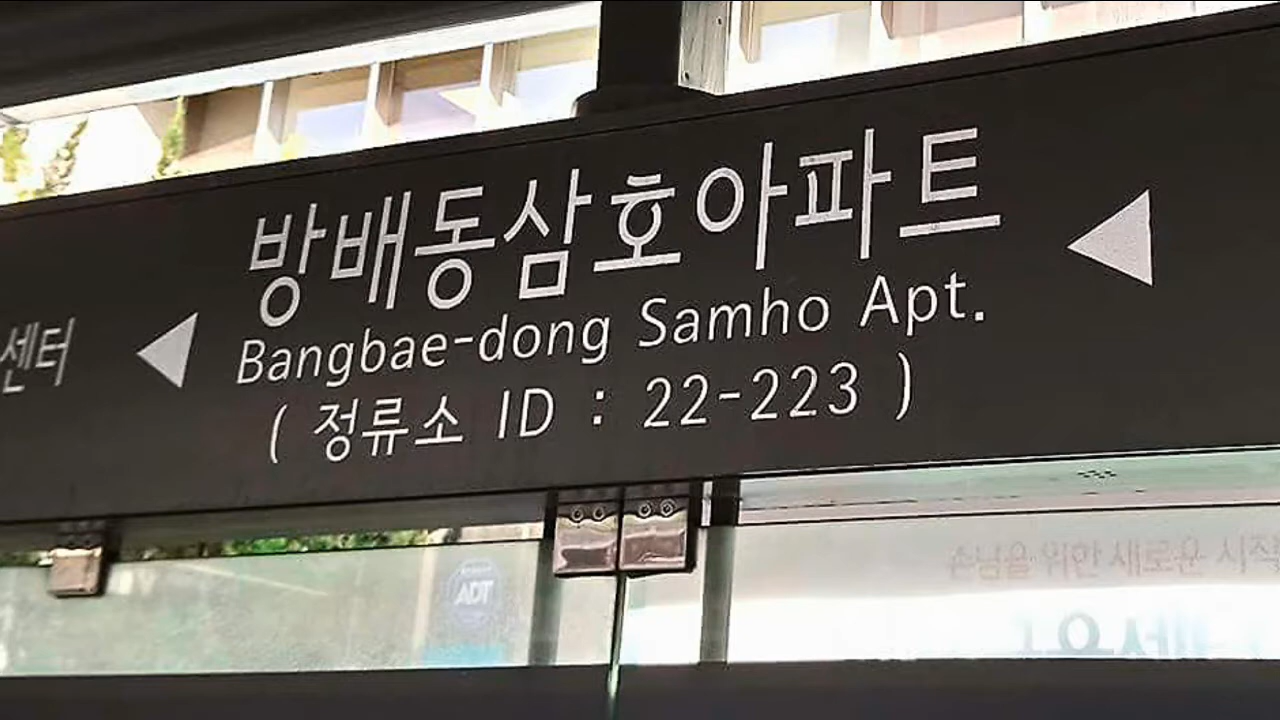 방배동삼호아파트
센터
Bangbae-dong Samho Apt.
( 정류소 ID : 22-223 )
ADT
손님을 위한 새로운 시작